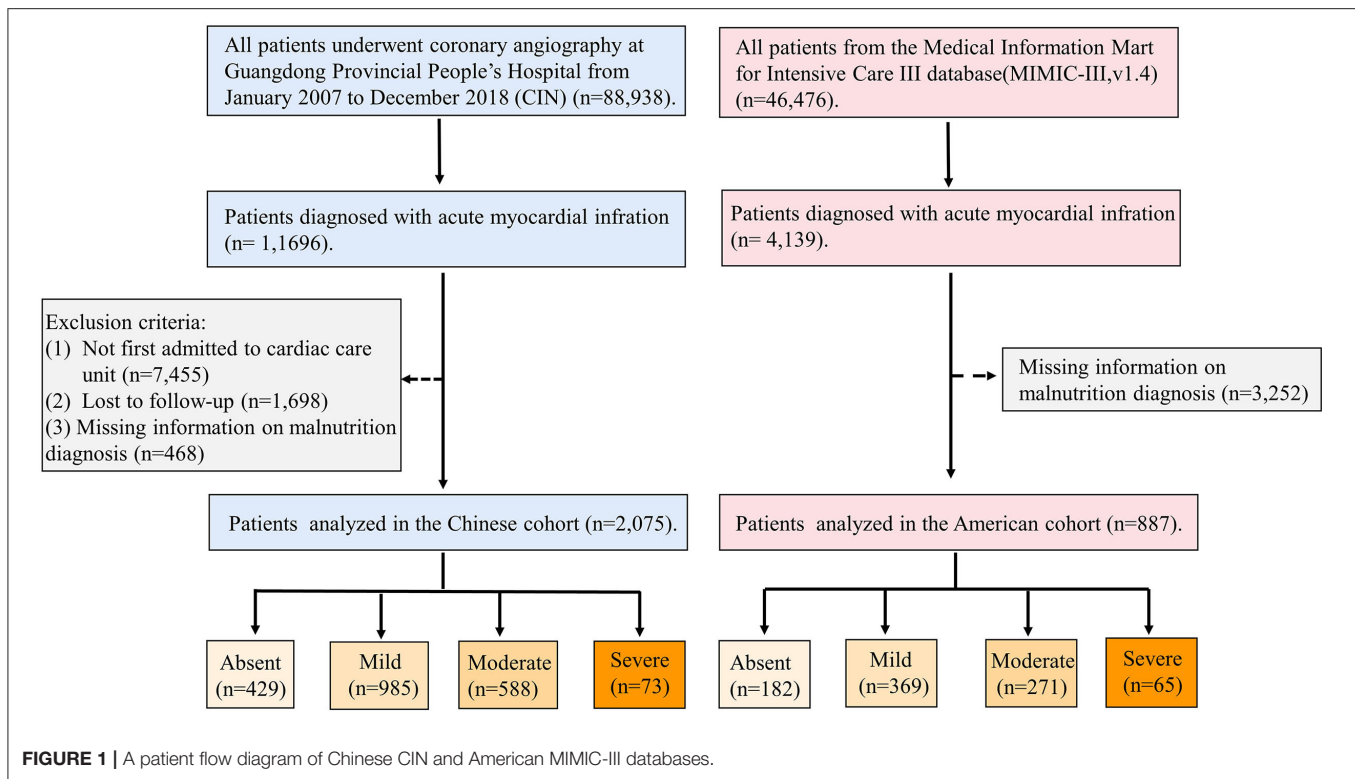 All patients underwent coronary angiography at
Guangdong Provincial People's Hospital from
January 2007 to December 2018 (CIN) (n=88,938).
All patients from the Medical Information Mart
for Intensive Care III database(MIMIC-III,v1.4)
(n=46,476).
Patients diagnosed with acute myocardial infration
(n= 1,1696).
Patients diagnosed with acute myocardial infration
(n= 4,139).
Exclusion criteria:
(1) Not first admitted to cardiac care
unit (n=7,455)
(2) Lost to follow-up (n=1,698)
(3) Missing information on malnutrition
diagnosis (n=468)
Missing information on
malnutrition diagnosis (n=3,252)
Patients analyzed in the Chinese cohort (n=2,075).
Patients analyzed in the American cohort (n=887).
Absent
(n=429)
Mild
(n=985)
Moderate
(n=588)
Severe
(n=73)
Absent
(n=182)
Mild
(n=369)
Moderate
(n=271)
Severe
(n=65)
FIGURE 1 | A patient flow diagram of Chinese CIN and American MIMIC-III databases.